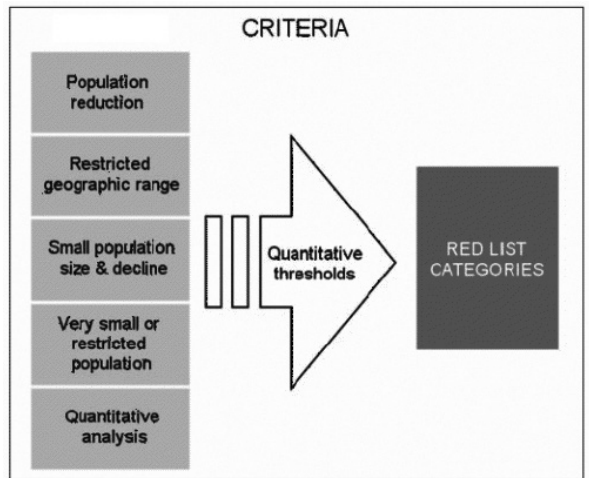 CRITERIA
Population
reduction
Restricted
geographic range
Small population
size & decline
Very small or
restricted
population
Quantitative
analysis
Quantitative
thresholds
RED LIST
CATEGORIES